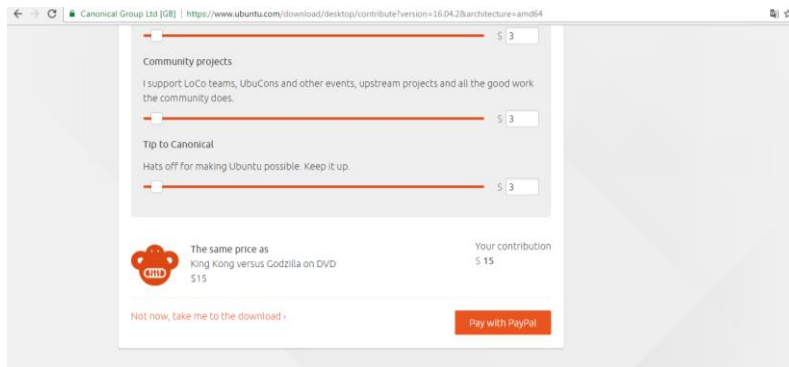 Canonical Group Ltd [GB] | https://www.ubuntu.com/download/desktop/contribute?version=16.04.2&architecture=amd64
$ 3
Community projects
I support LoCo teams, UbuCons and other events, upstream projects and all the good work
the community does.
$ 3
Tip to Canonical
Hats off for making Ubuntu possible. Keep it up.
$ 3
The same price as
King Kong versus Godzilla on DVD
$15
Your contribution
$ 15
Not now, take me to the download ›
Pay with PayPal